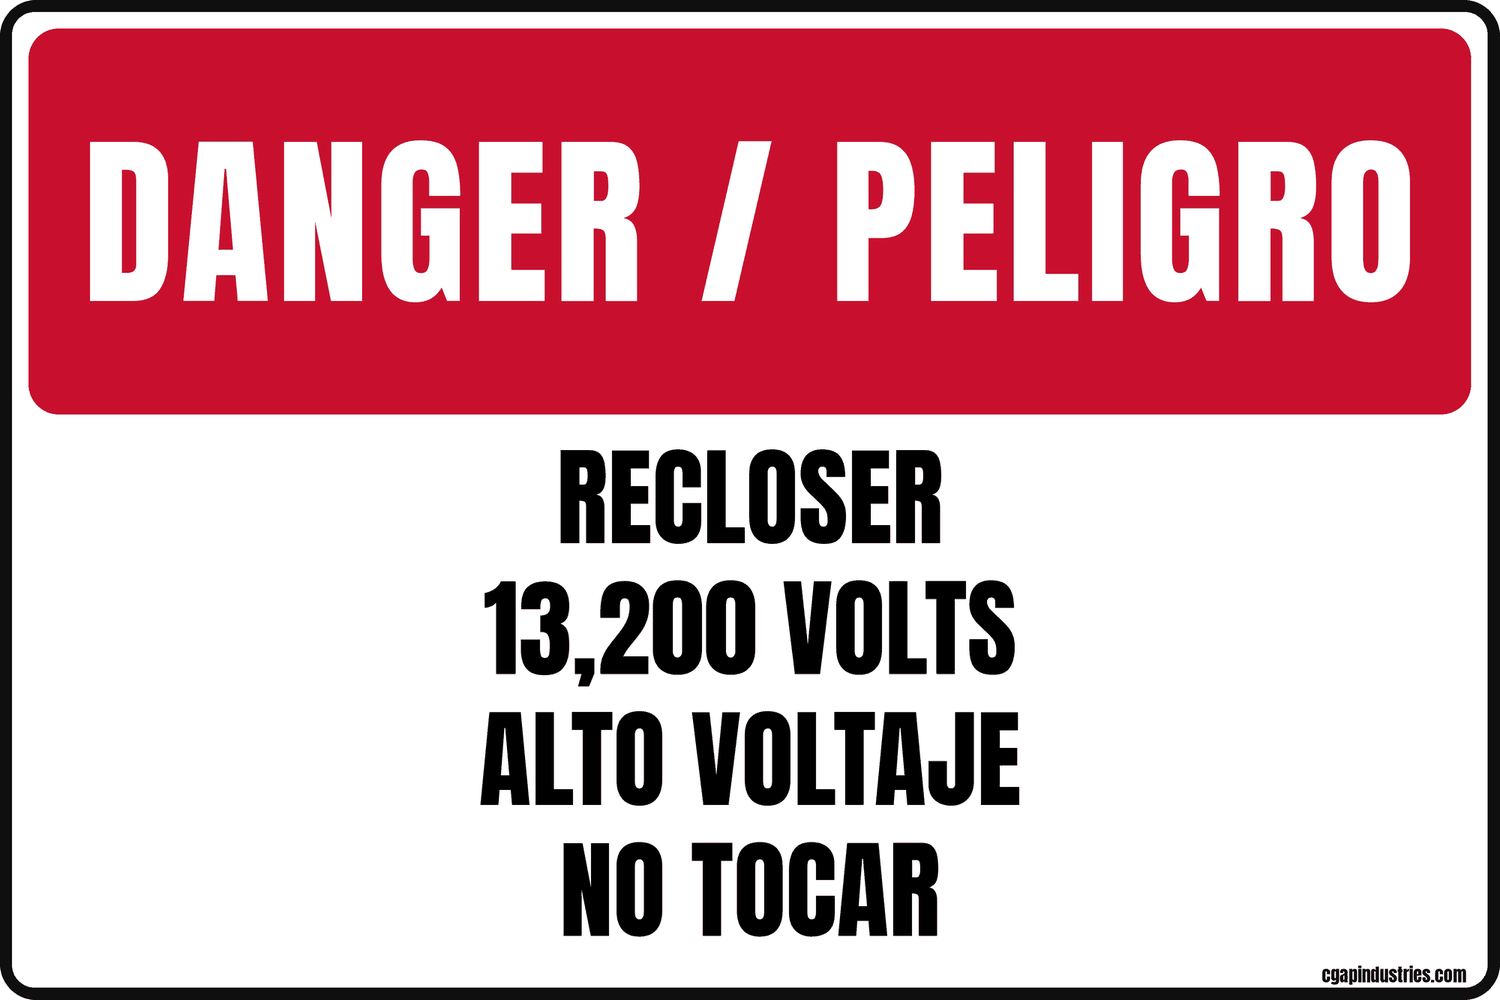 DANGER / PELIGRO
RECLOSER
13,200 VOLTS
ALTO VOLTAJE
NO TOCAR
cgapindustries.com